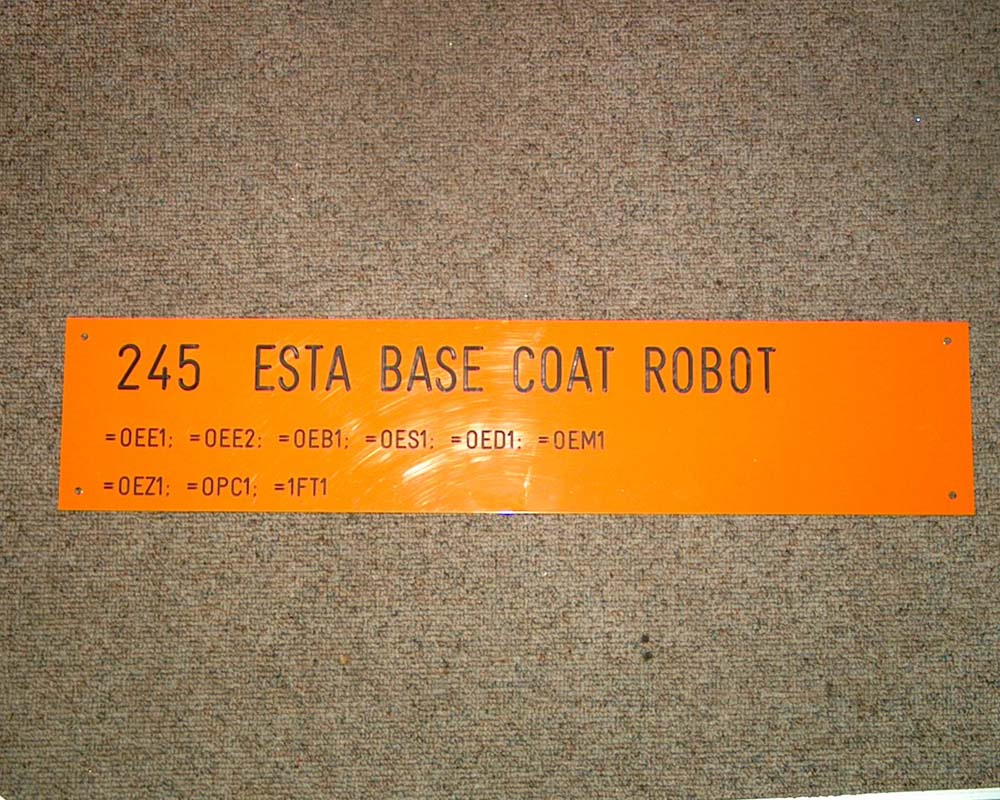 245 ESTA BASE COAT ROBOT
=0EE1; =0EE2; =0EB1; =0ES1; =0ED1; =0EM1
=0EZ1; =0PC1; =1FT1